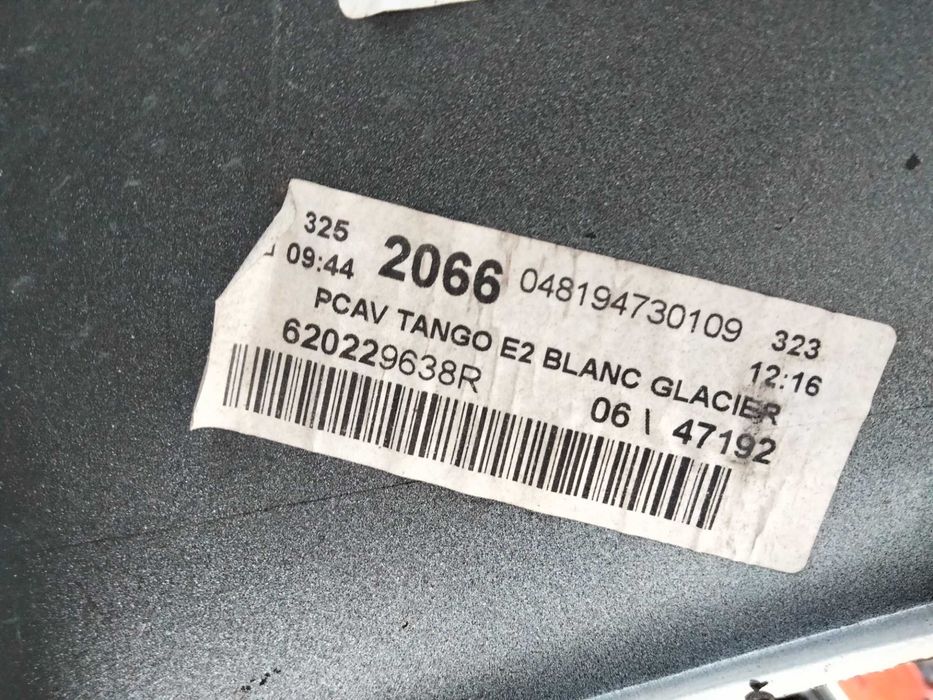 325 2066 048194730109 323
09:44 12:16
PCAV TANGO E2 BLANC GLACIER
620229638R 06 \ 47192